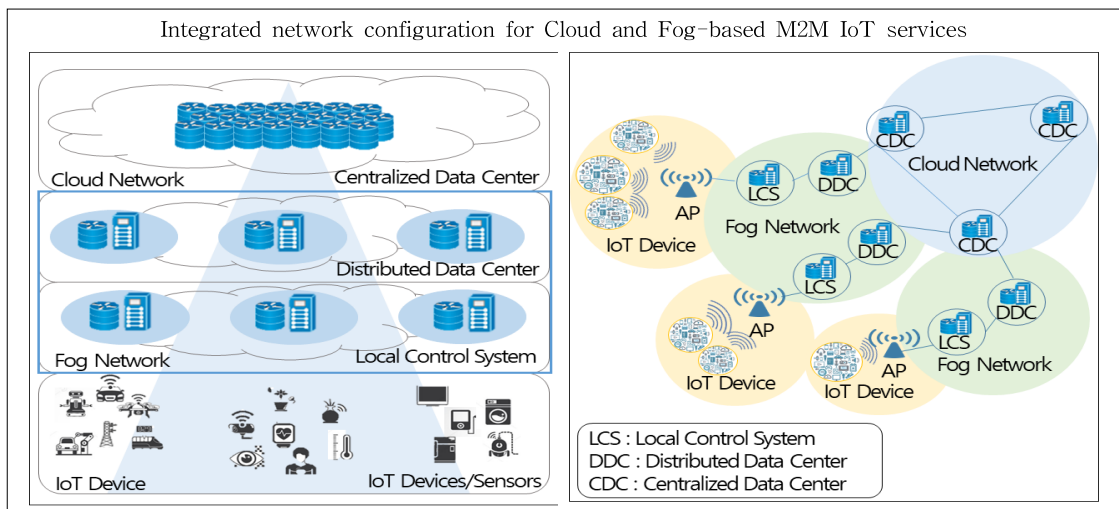 Integrated network configuration for Cloud and Fog-based M2M IoT services
Cloud Network
Centralized Data Center
Distributed Data Center
Fog Network
Local Control System
IoT Device
IoT Devices/Sensors
CDC
CDC
Cloud Network
DDC
LCS
AP
IoT Device
Fog Network
DDC
CDC
LCS
AP
IoT Device
DDC
LCS
Fog Network
AP
IoT Device
LCS : Local Control System
DDC : Distributed Data Center
CDC : Centralized Data Center